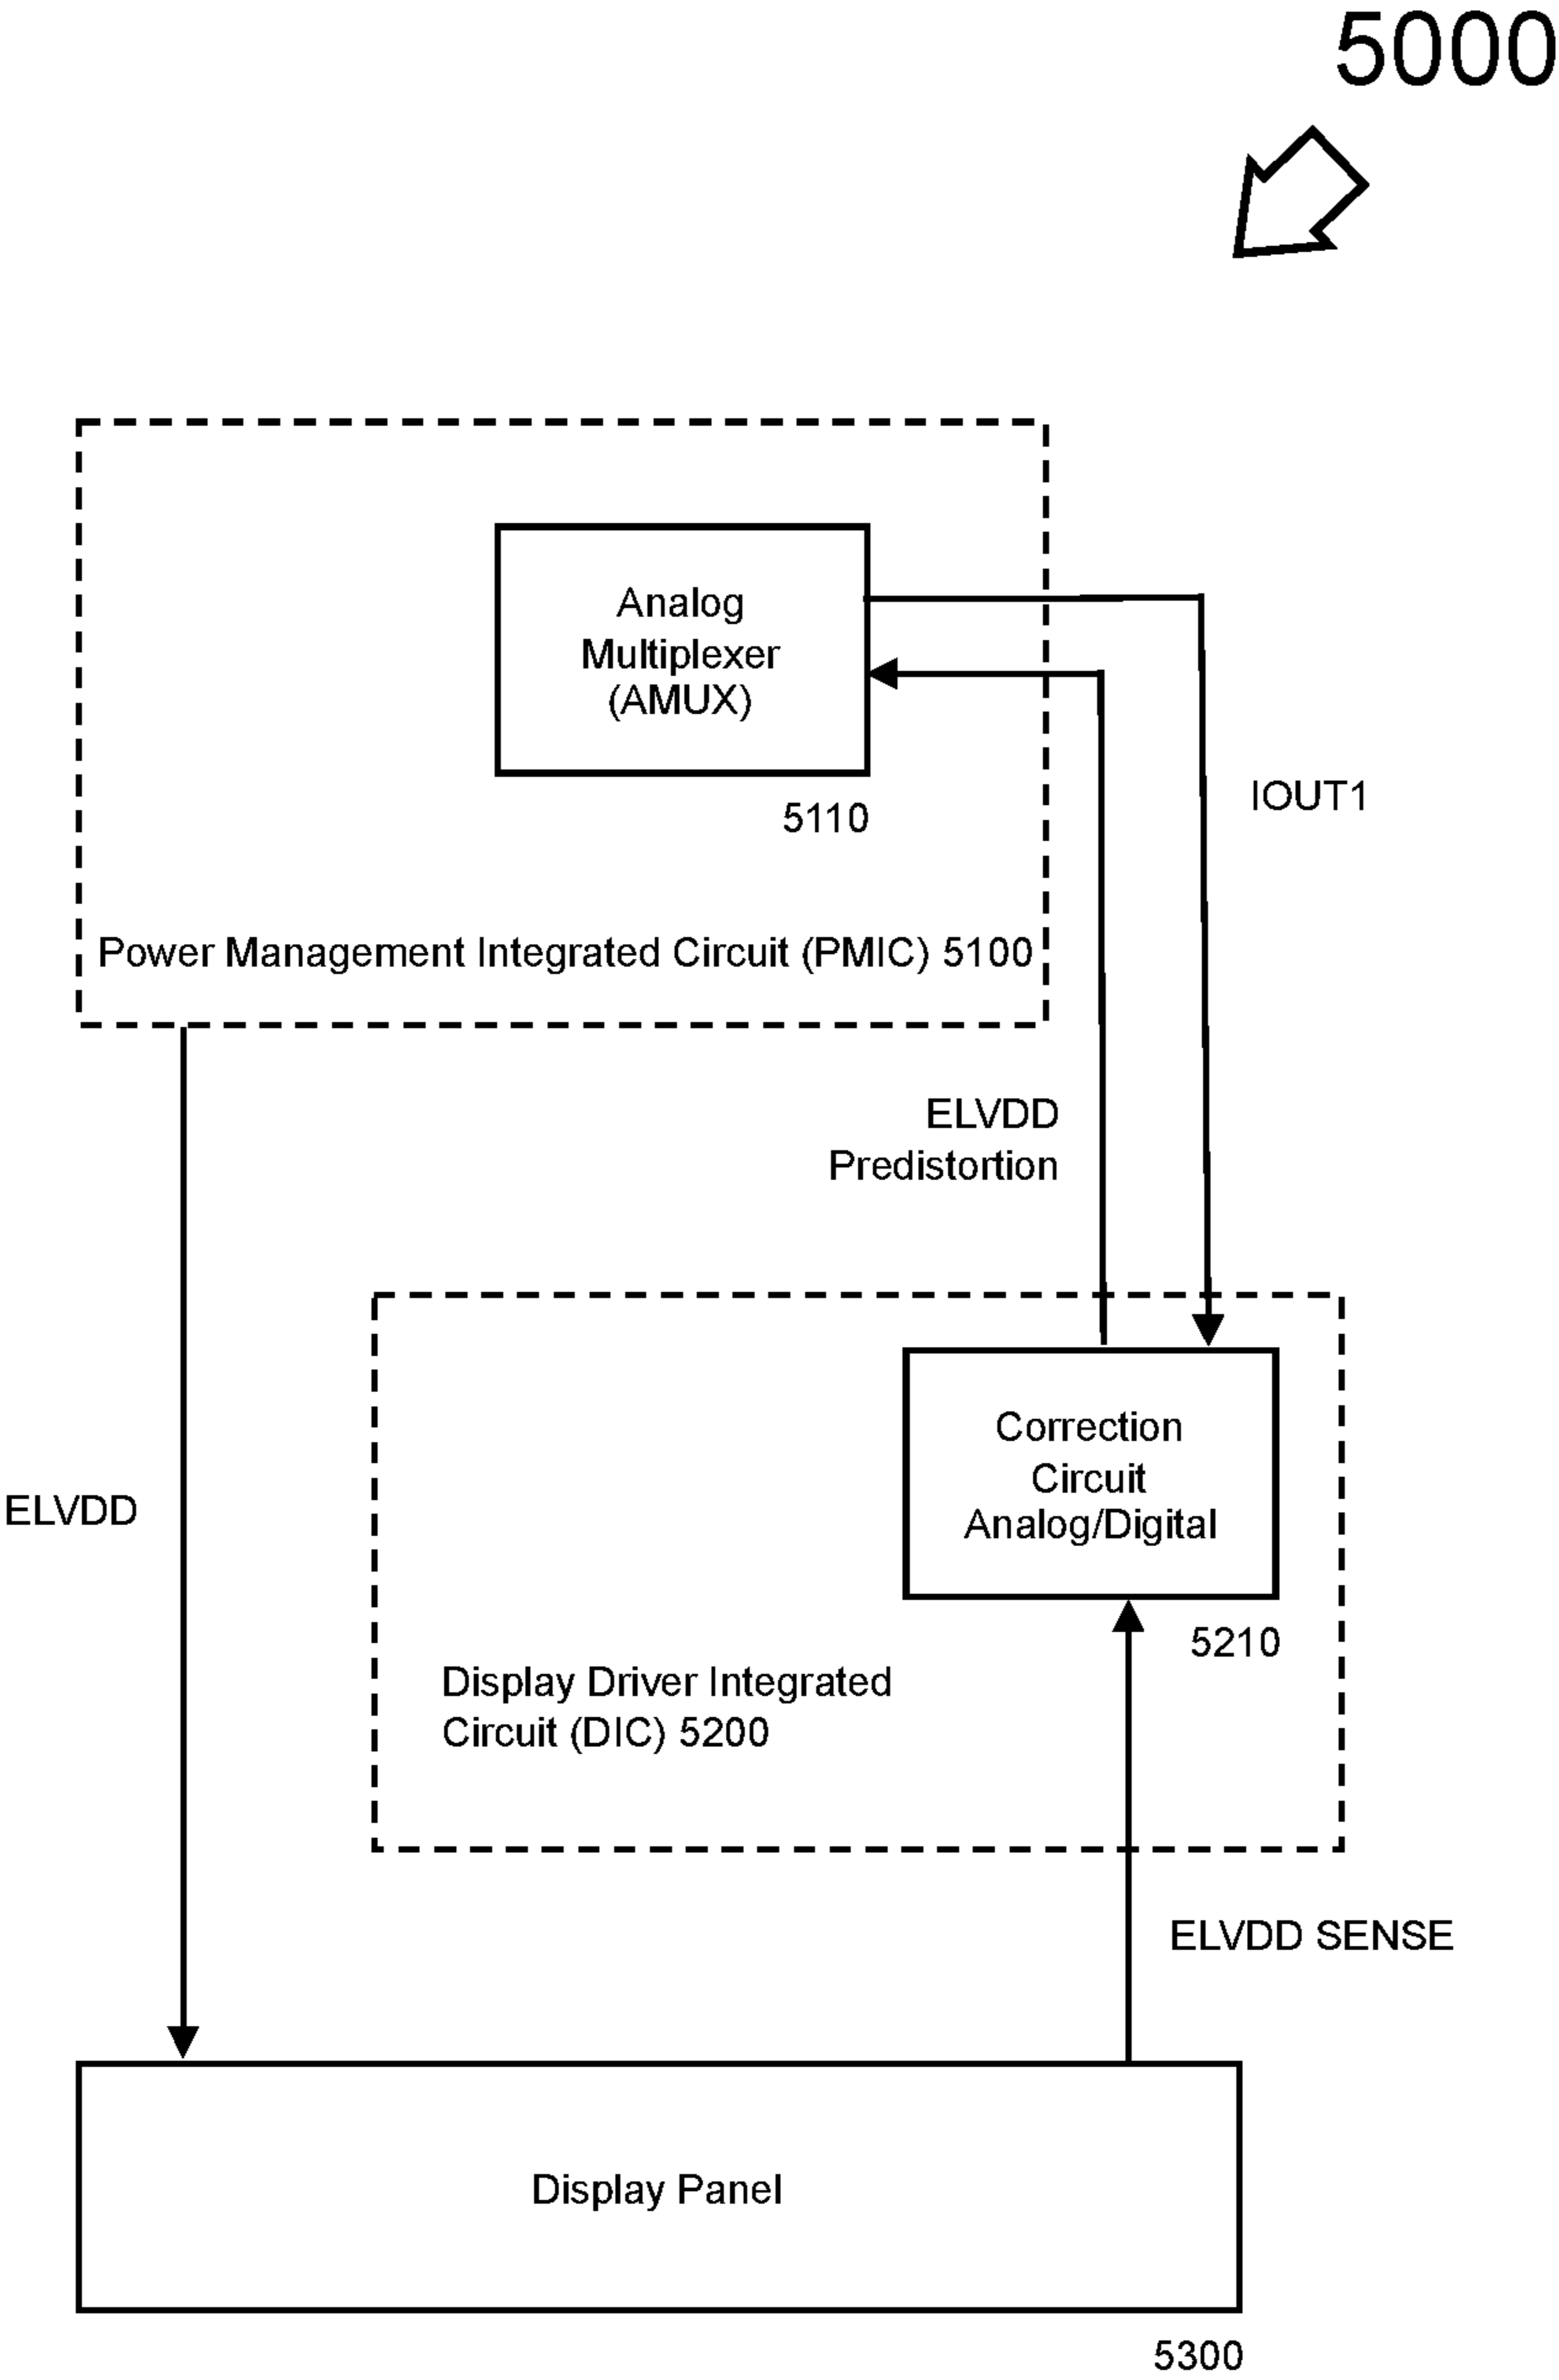 5000
Analog
Multiplexer
(AMUX)
5110
IOUT1
Power Management Integrated Circuit (PMIC) 5100
ELVDD
Predistortion
Correction
Circuit
Analog/Digital
ELVDD
5210
Display Driver Integrated
Circuit (DIC) 5200
ELVDD SENSE
Display Panel
5300